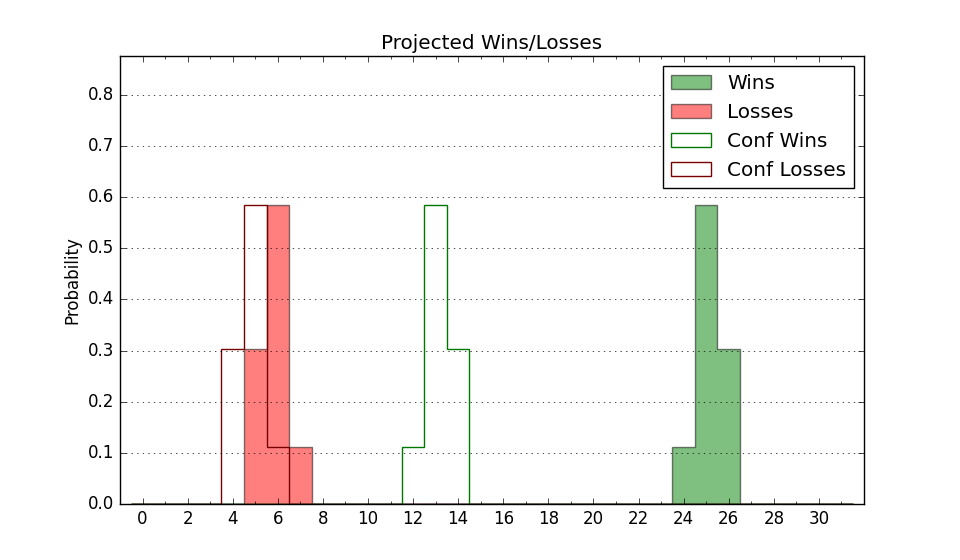 Projected Wins/Losses
Wins
Losses
Conf Wins
Conf Losses
Probability
0.8
0.7
0.6
0.5
0.4
0.3
0.2
0.1
0.0
0 2 4 6 8 10 12 14 16 18 20 22 24 26 28 30